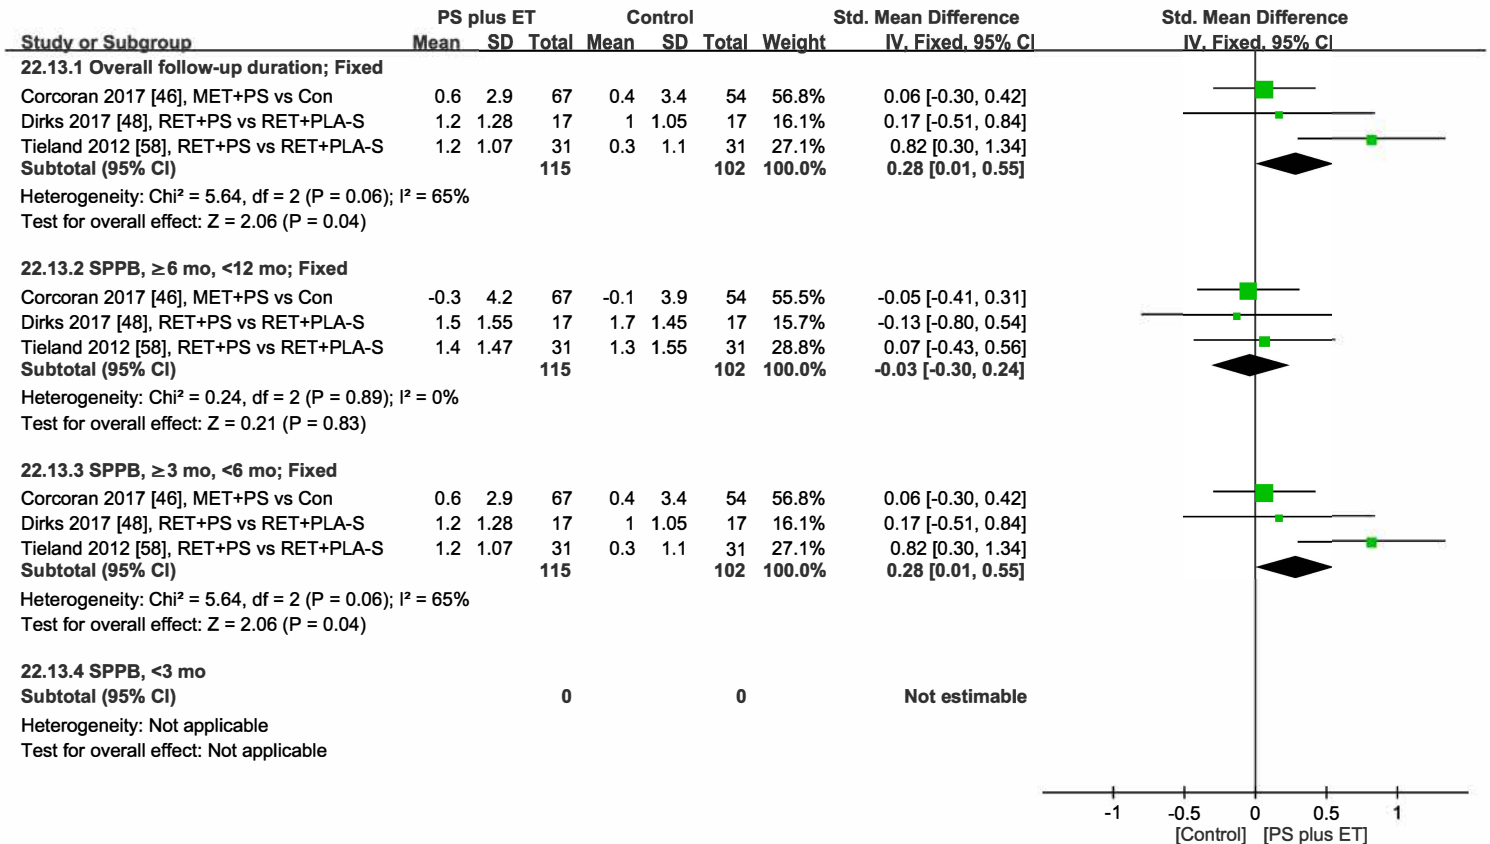 PS plus ET Control Std. Mean Difference Std. Mean Difference
Study or Subgroup Mean SD Total Mean SD Total Weight IV, Fixed, 95% CI IV, Fixed, 95% CI
22.13.1 Overall follow-up duration; Fixed
Corcoran 2017 [46], MET+PS vs Con 0.6 2.9 67 0.4 3.4 54 56.8% 0.06 [-0.30, 0.42]
Dirks 2017 [48], RET+PS vs RET+PLA-S 1.2 1.28 17 1 1.05 17 16.1% 0.17 [-0.51, 0.84]
Tieland 2012 [58], RET+PS vs RET+PLA-S 1.2 1.07 31 0.3 1.1 31 27.1% 0.82 [0.30, 1.34]
Subtotal (95% CI) 115 102 100.0% 0.28 [0.01, 0.55]
Heterogeneity: Chi² = 5.64, df = 2 (P = 0.06); I² = 65%
Test for overall effect: Z = 2.06 (P = 0.04)
22.13.2 SPPB, ≥6 mo, <12 mo; Fixed
Corcoran 2017 [46], MET+PS vs Con -0.3 4.2 67 -0.1 3.9 54 55.5% -0.05 [-0.41, 0.31]
Dirks 2017 [48], RET+PS vs RET+PLA-S 1.5 1.55 17 1.7 1.45 17 15.7% -0.13 [-0.80, 0.54]
Tieland 2012 [58], RET+PS vs RET+PLA-S 1.4 1.47 31 1.3 1.55 31 28.8% 0.07 [-0.43, 0.56]
Subtotal (95% CI) 115 102 100.0% -0.03 [-0.30, 0.24]
Heterogeneity: Chi² = 0.24, df = 2 (P = 0.89); I² = 0%
Test for overall effect: Z = 0.21 (P = 0.83)
22.13.3 SPPB, ≥3 mo, <6 mo; Fixed
Corcoran 2017 [46], MET+PS vs Con 0.6 2.9 67 0.4 3.4 54 56.8% 0.06 [-0.30, 0.42]
Dirks 2017 [48], RET+PS vs RET+PLA-S 1.2 1.28 17 1 1.05 17 16.1% 0.17 [-0.51, 0.84]
Tieland 2012 [58], RET+PS vs RET+PLA-S 1.2 1.07 31 0.3 1.1 31 27.1% 0.82 [0.30, 1.34]
Subtotal (95% CI) 115 102 100.0% 0.28 [0.01, 0.55]
Heterogeneity: Chi² = 5.64, df = 2 (P = 0.06); I² = 65%
Test for overall effect: Z = 2.06 (P = 0.04)
22.13.4 SPPB, <3 mo
Subtotal (95% CI) 0 0 Not estimable
Heterogeneity: Not applicable
Test for overall effect: Not applicable
-1 -0.5 0 0.5 1
[Control] [PS plus ET]